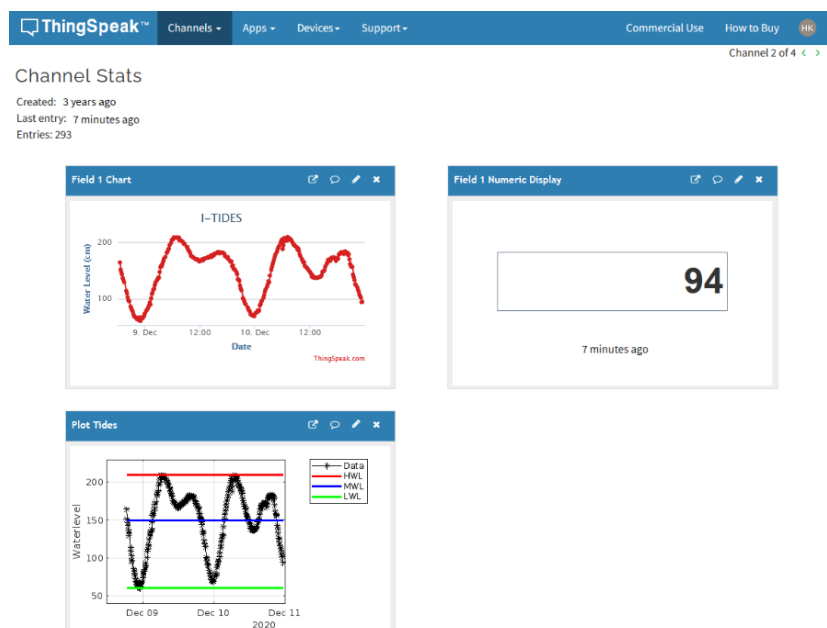 ThingSpeak™ Channels Apps Devices Support Commercial Use How to Buy HK
Channel 2 of 4 < >
Channel Stats
Created: 3 years ago
Last entry: 7 minutes ago
Entries: 293
Field 1 Chart
I-TIDES
Water Level (cm)
200
100
9. Dec 12:00 10. Dec 12:00
Date
ThingSpeak.com
Field 1 Numeric Display
94
7 minutes ago
Plot Tides
Data
HWL
MWL
LWL
Waterlevel
200
150
100
50
Dec 09 Dec 10 Dec 11
2020